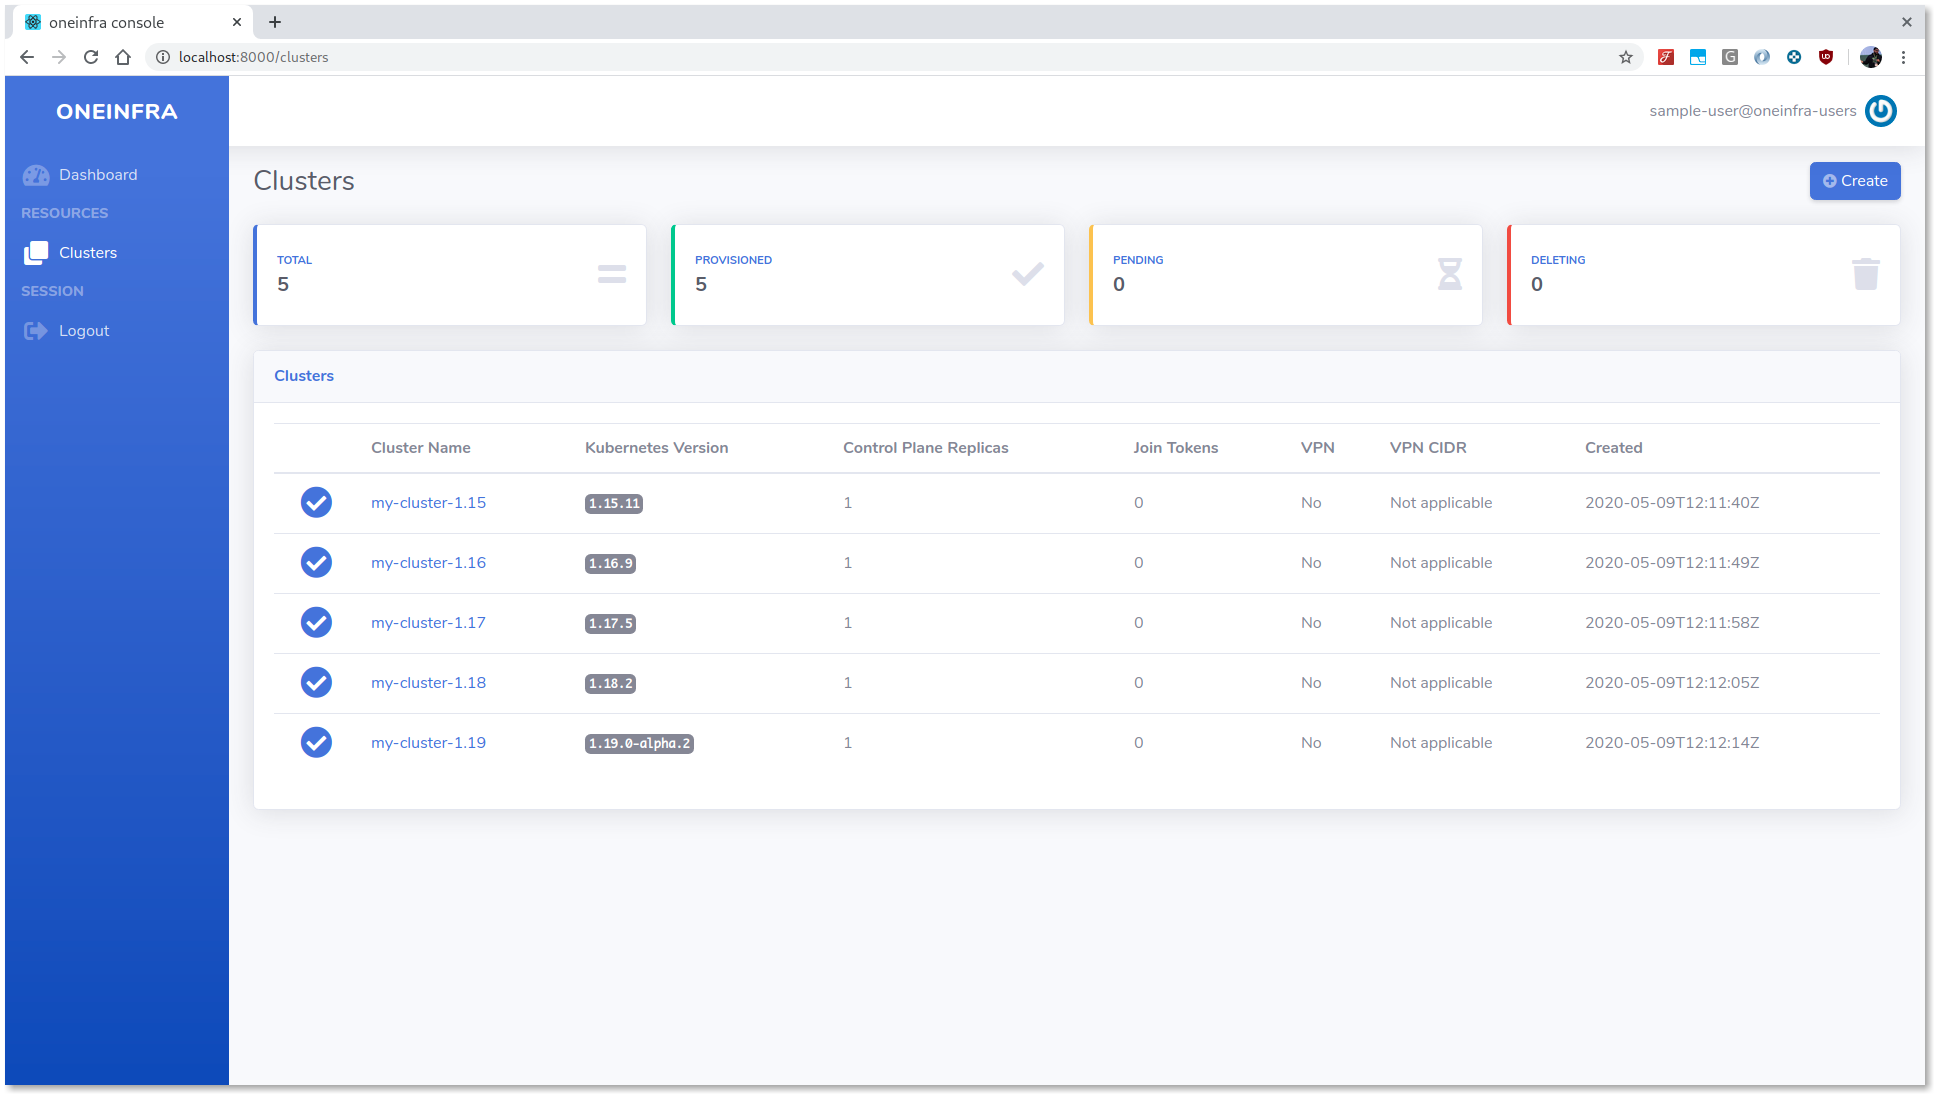 oneinfra console
localhost:8000/clusters
ONEINFRA
sample-user@oneinfra-users
Dashboard
RESOURCES
Clusters
SESSION
Logout
Clusters
Create
TOTAL
5
PROVISIONED
5
PENDING
0
DELETING
0
Clusters
Cluster Name Kubernetes Version Control Plane Replicas Join Tokens VPN VPN CIDR Created
my-cluster-1.15 1.15.11 1 0 No Not applicable 2020-05-09T12:11:40Z
my-cluster-1.16 1.16.9 1 0 No Not applicable 2020-05-09T12:11:49Z
my-cluster-1.17 1.17.5 1 0 No Not applicable 2020-05-09T12:11:58Z
my-cluster-1.18 1.18.2 1 0 No Not applicable 2020-05-09T12:12:05Z
my-cluster-1.19 1.19.0-alpha.2 1 0 No Not applicable 2020-05-09T12:12:14Z